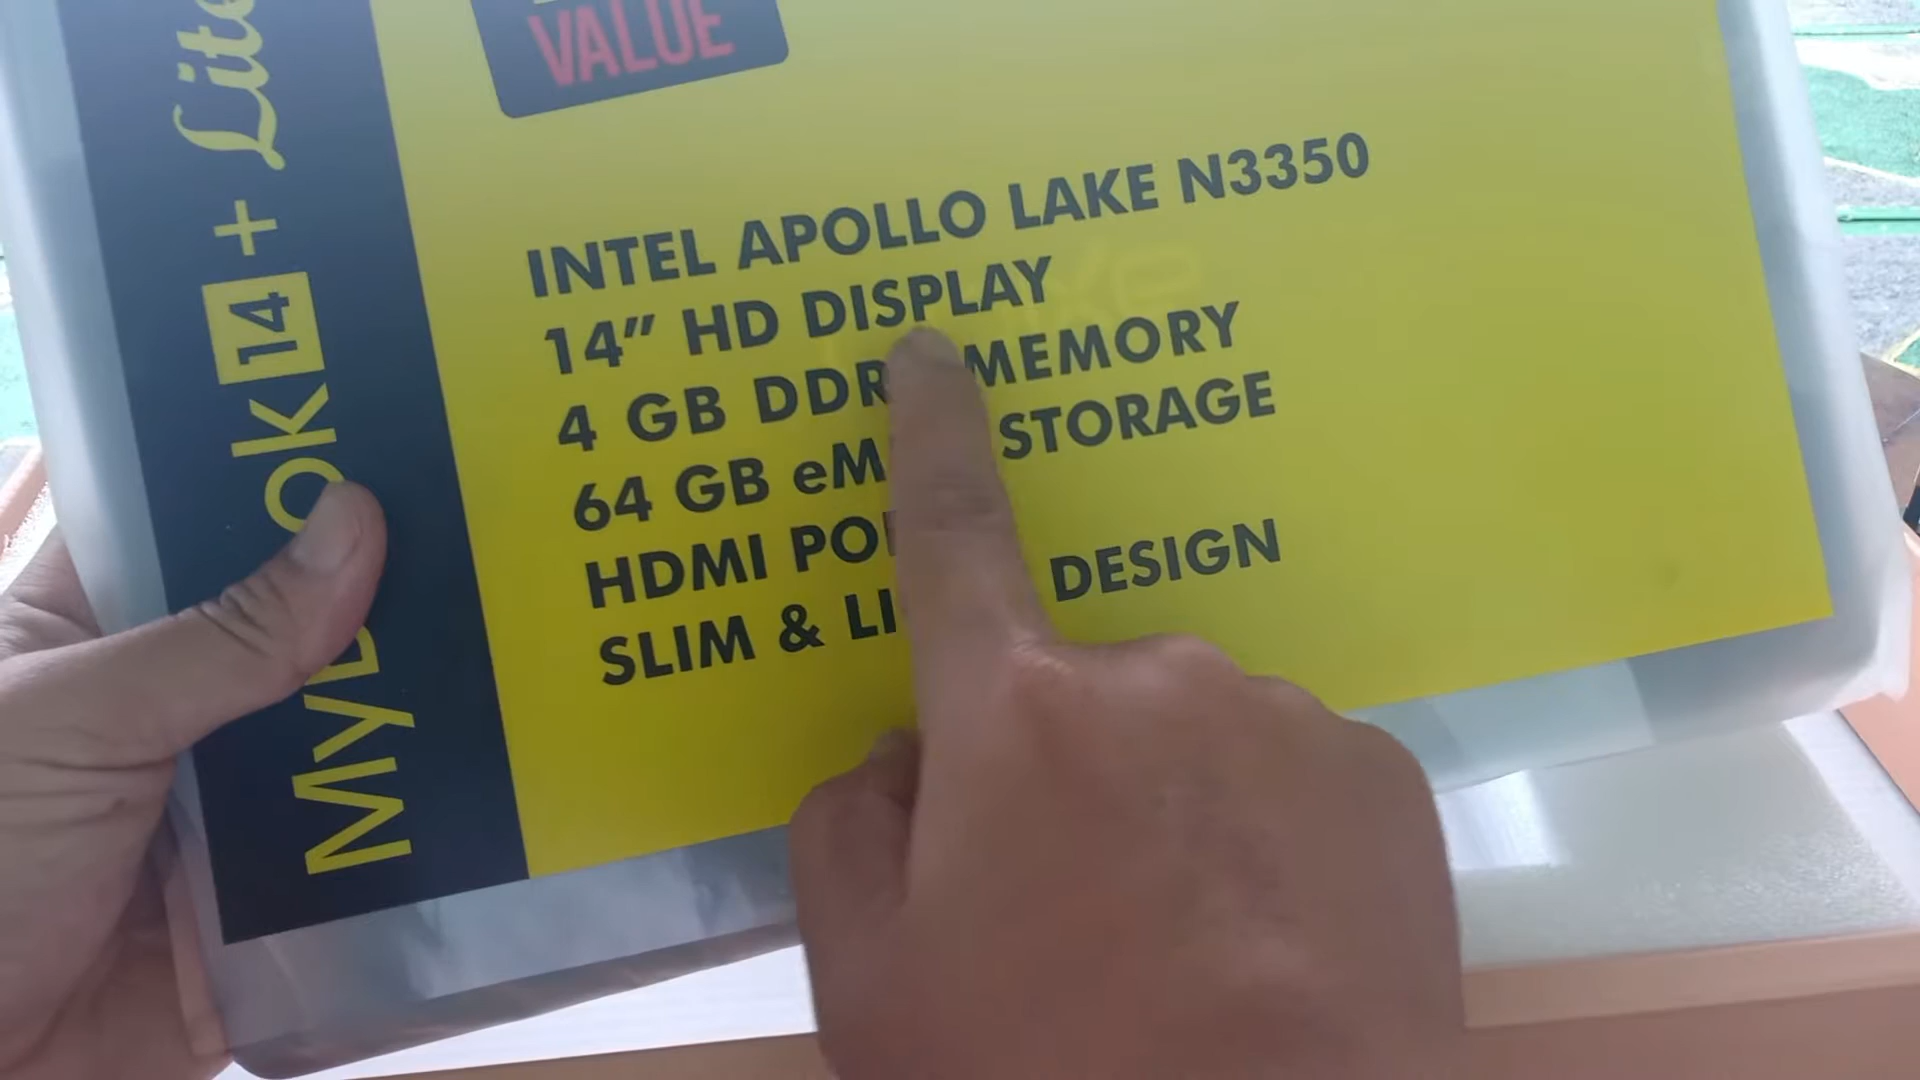 VALUE
MyB ok 14 + Lite
INTEL APOLLO LAKE N3350
14" HD DISPLAY
4 GB DDR MEMORY
64 GB eM STORAGE
HDMI PO
SLIM & LI DESIGN